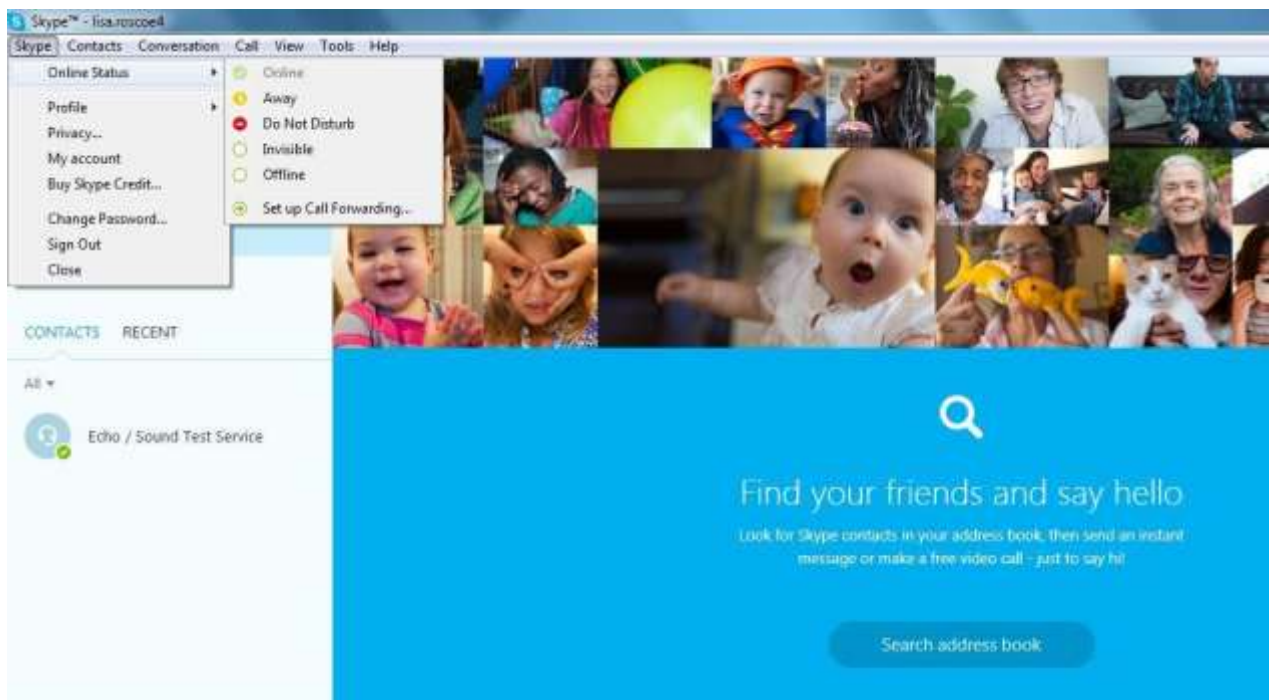 Skype™ - lisa.roscoe4
Skype Contacts Conversation Call View Tools Help
Online Status
Profile
Privacy...
My account
Buy Skype Credit...
Change Password...
Sign Out
Close
Online
Away
Do Not Disturb
Invisible
Offline
Set up Call Forwarding...
CONTACTS RECENT
All
Echo / Sound Test Service
Find your friends and say hello
Look for Skype contacts in your address book, then send an instant
message or make a free video call - just to say hi!
Search address book